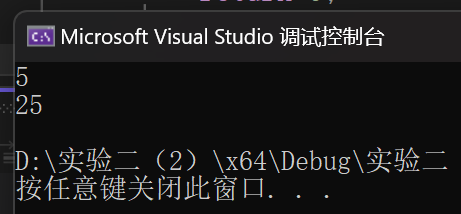 Microsoft Visual Studio 调试控制台
5
25
D:\实验二（2）\x64\Debug\实验二
按任意键关闭此窗口. . .